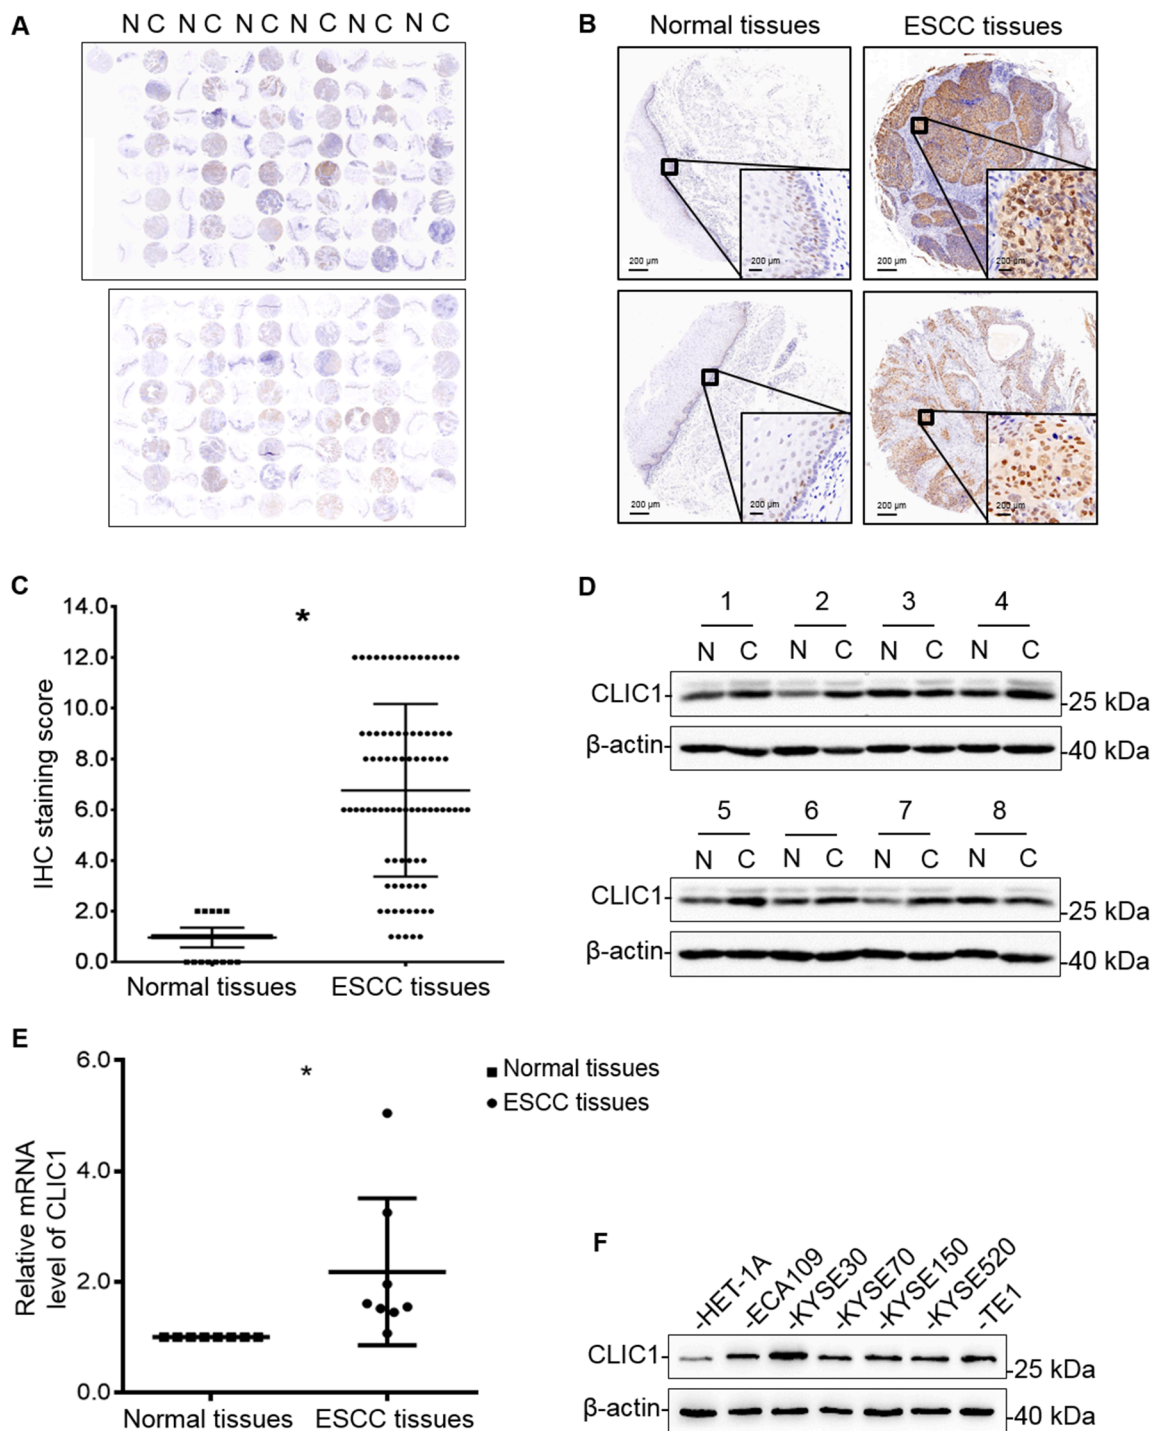 A
N C N C N C N C N C N C
B
Normal tissues ESCC tissues
200 µm 200 µm 200 µm 200 µm
200 µm 200 µm 200 µm 200 µm
C
14.0
12.0
10.0
8.0
6.0
4.0
2.0
0.0
IHC staining score
*
Normal tissues ESCC tissues
D
1 2 3 4
N C N C N C N C
CLIC1- -25 kDa
β-actin- -40 kDa
5 6 7 8
N C N C N C N C
CLIC1- -25 kDa
β-actin- -40 kDa
E
6.0
4.0
2.0
0.0
Relative mRNA
level of CLIC1
*
Normal tissues ESCC tissues
Normal tissues
ESCC tissues
F
-HET-1A
-ECA109
-KYSE30
-KYSE70
-KYSE150
-KYSE520
-TE1
CLIC1- -25 kDa
β-actin- -40 kDa